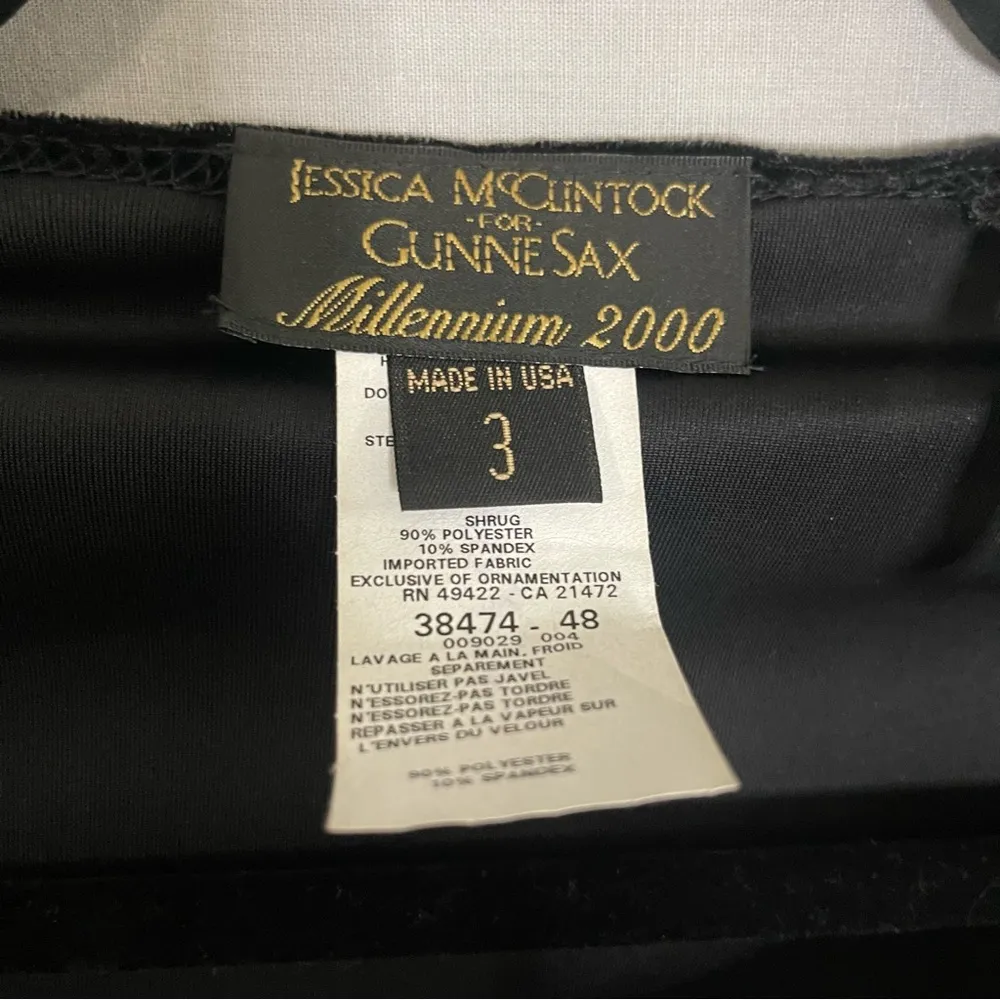 JESSICA McCLINTOCK
-FOR-
GUNNE SAX
Millennium 2000
MADE IN USA
3
DO
STE
SHRUG
90% POLYESTER
10% SPANDEX
IMPORTED FABRIC
EXCLUSIVE OF ORNAMENTATION
RN 49422 - CA 21472
38474 - 48
009029 004
LAVAGE A LA MAIN. FROID
SEPAREMENT
N'UTILISER PAS JAVEL
N'ESSOREZ-PAS TORDRE
N'ESSOREZ-PAS TORDRE
REPASSER A LA VAPEUR SUR
L'ENVERS DU VELOUR
90% POLYESTER
10% SPANDEX